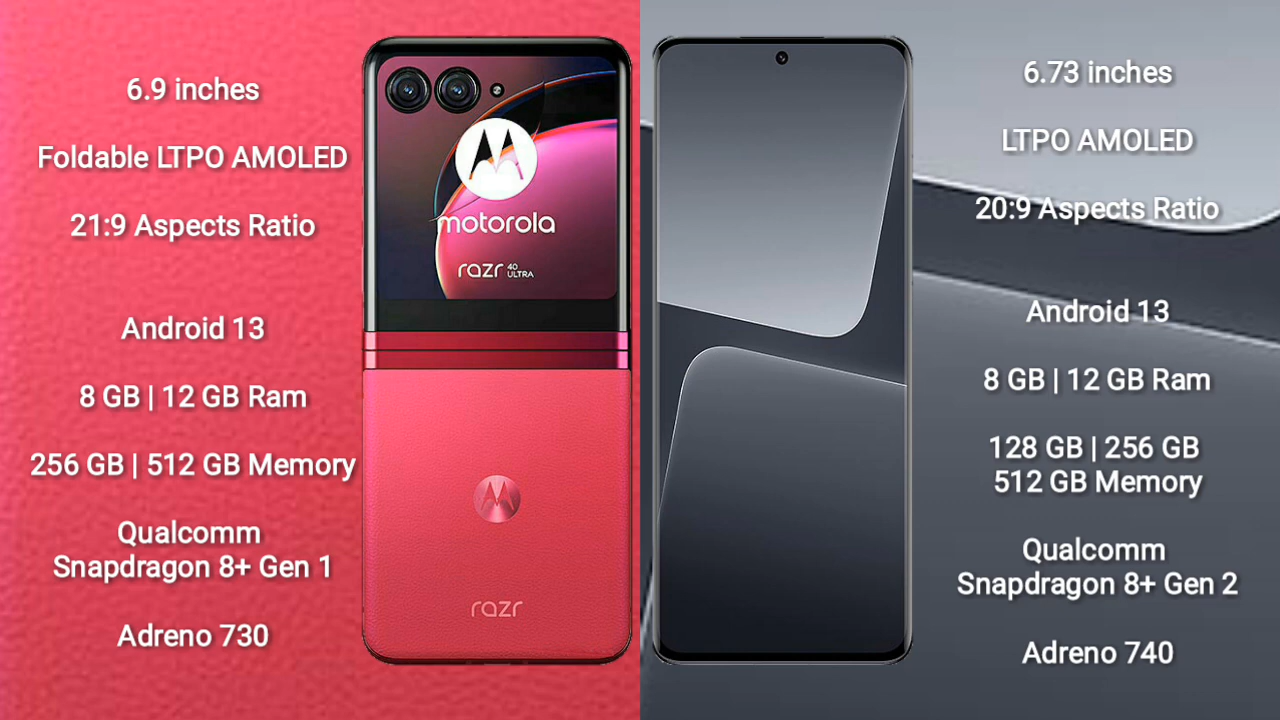 6.9 inches
Foldable LTPO AMOLED
21:9 Aspects Ratio
Android 13
8 GB | 12 GB Ram
256 GB | 512 GB Memory
Qualcomm
Snapdragon 8+ Gen 1
Adreno 730
motorola
razr 40 ULTRA
razr
6.73 inches
LTPO AMOLED
20:9 Aspects Ratio
Android 13
8 GB | 12 GB Ram
128 GB | 256 GB
512 GB Memory
Qualcomm
Snapdragon 8+ Gen 2
Adreno 740